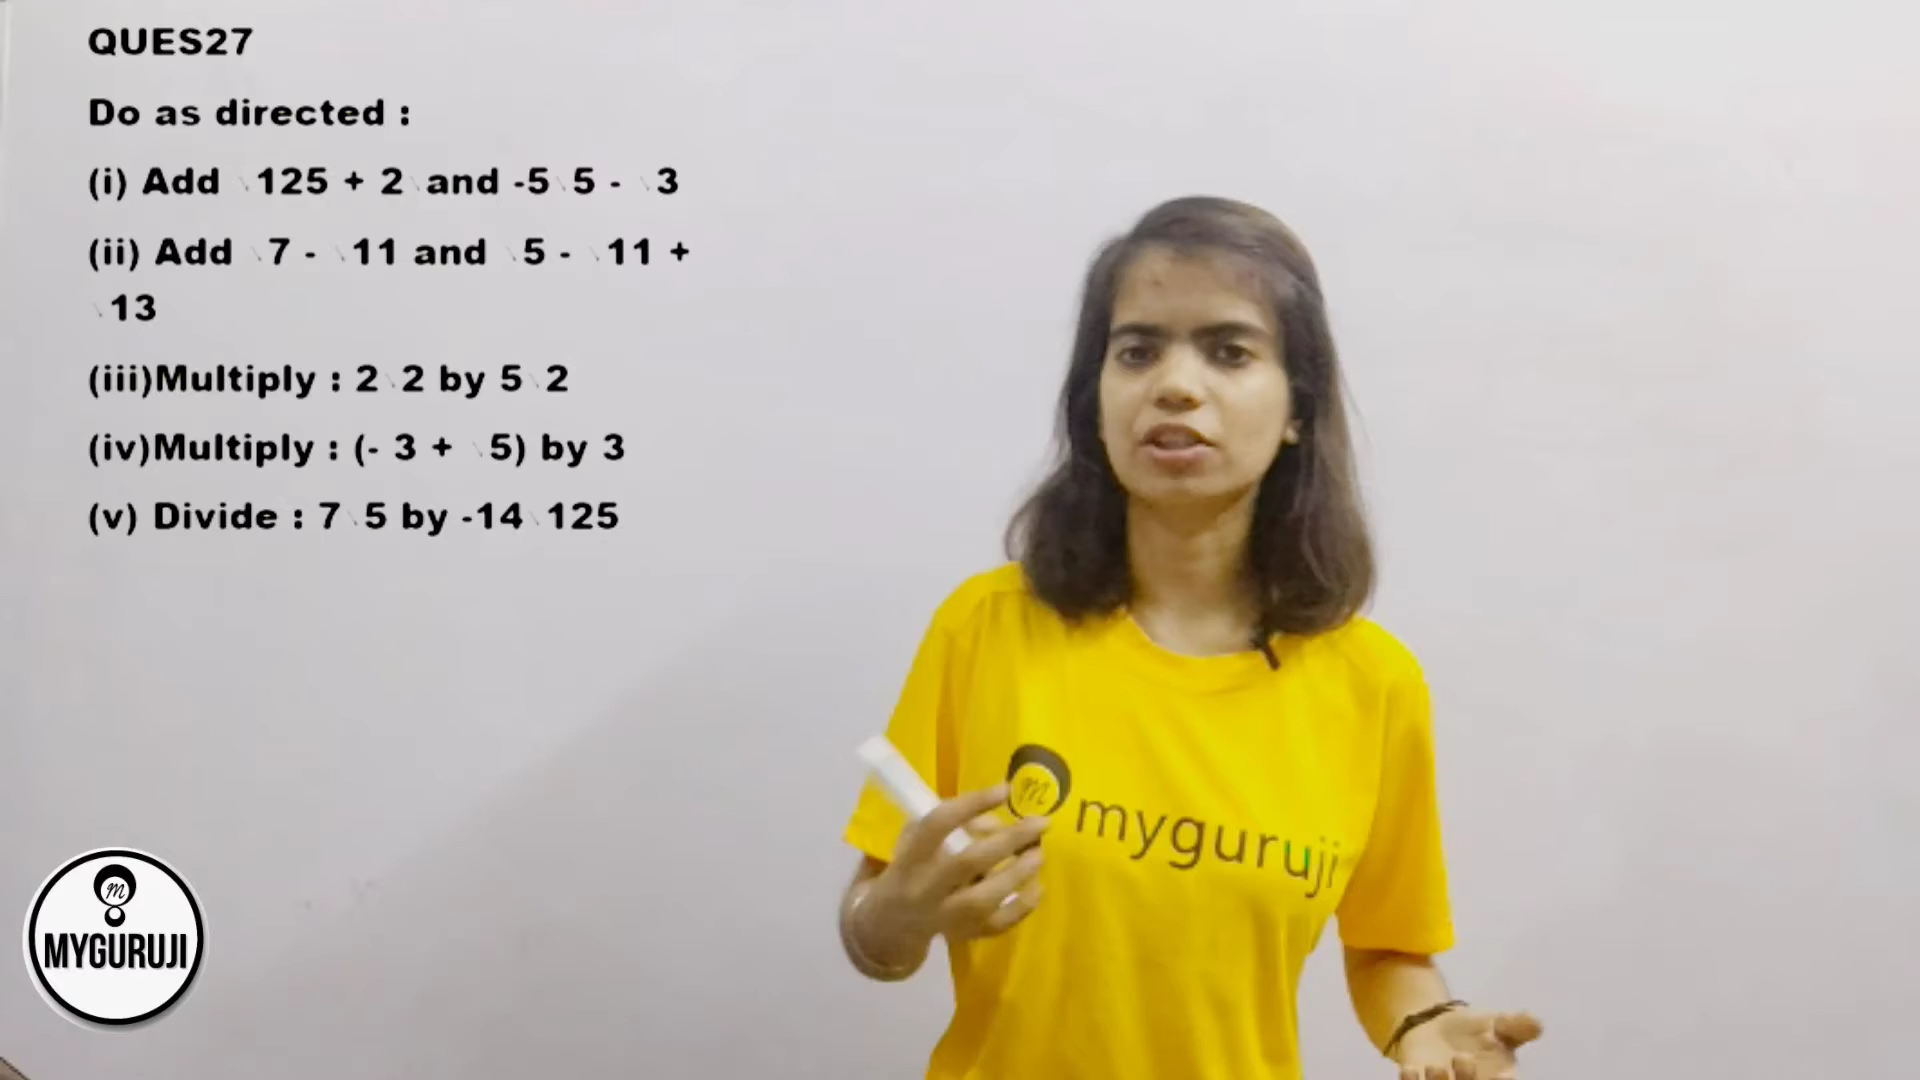 QUES27
Do as directed :
(i) Add √125 + 2√ and -5√5 - √3
(ii) Add √7 - √11 and √5 - √11 +
√13
(iii)Multiply : 2√2 by 5√2
(iv)Multiply : (- 3 + √5) by 3
(v) Divide : 7√5 by -14√125
m myguruji
m
MYGURUJI